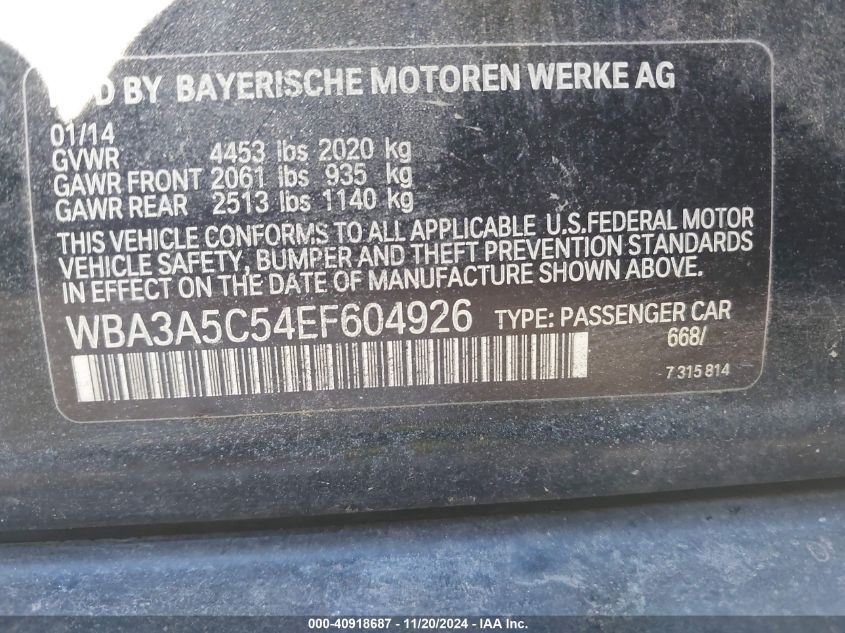 BY BAYERISCHE MOTOREN WERKE AG
01/14
GVWR 4453 lbs 2020 kg
GAWR FRONT 2061 lbs 935 kg
GAWR REAR 2513 lbs 1140 kg
THIS VEHICLE CONFORMS TO ALL APPLICABLE U.S.FEDERAL MOTOR
VEHICLE SAFETY, BUMPER AND THEFT PREVENTION STANDARDS
IN EFFECT ON THE DATE OF MANUFACTURE SHOWN ABOVE.
WBA3A5C54EF604926 TYPE: PASSENGER CAR
668/
7 315 814
000-40918687 - 11/20/2024 - WWW.IAAI.COM